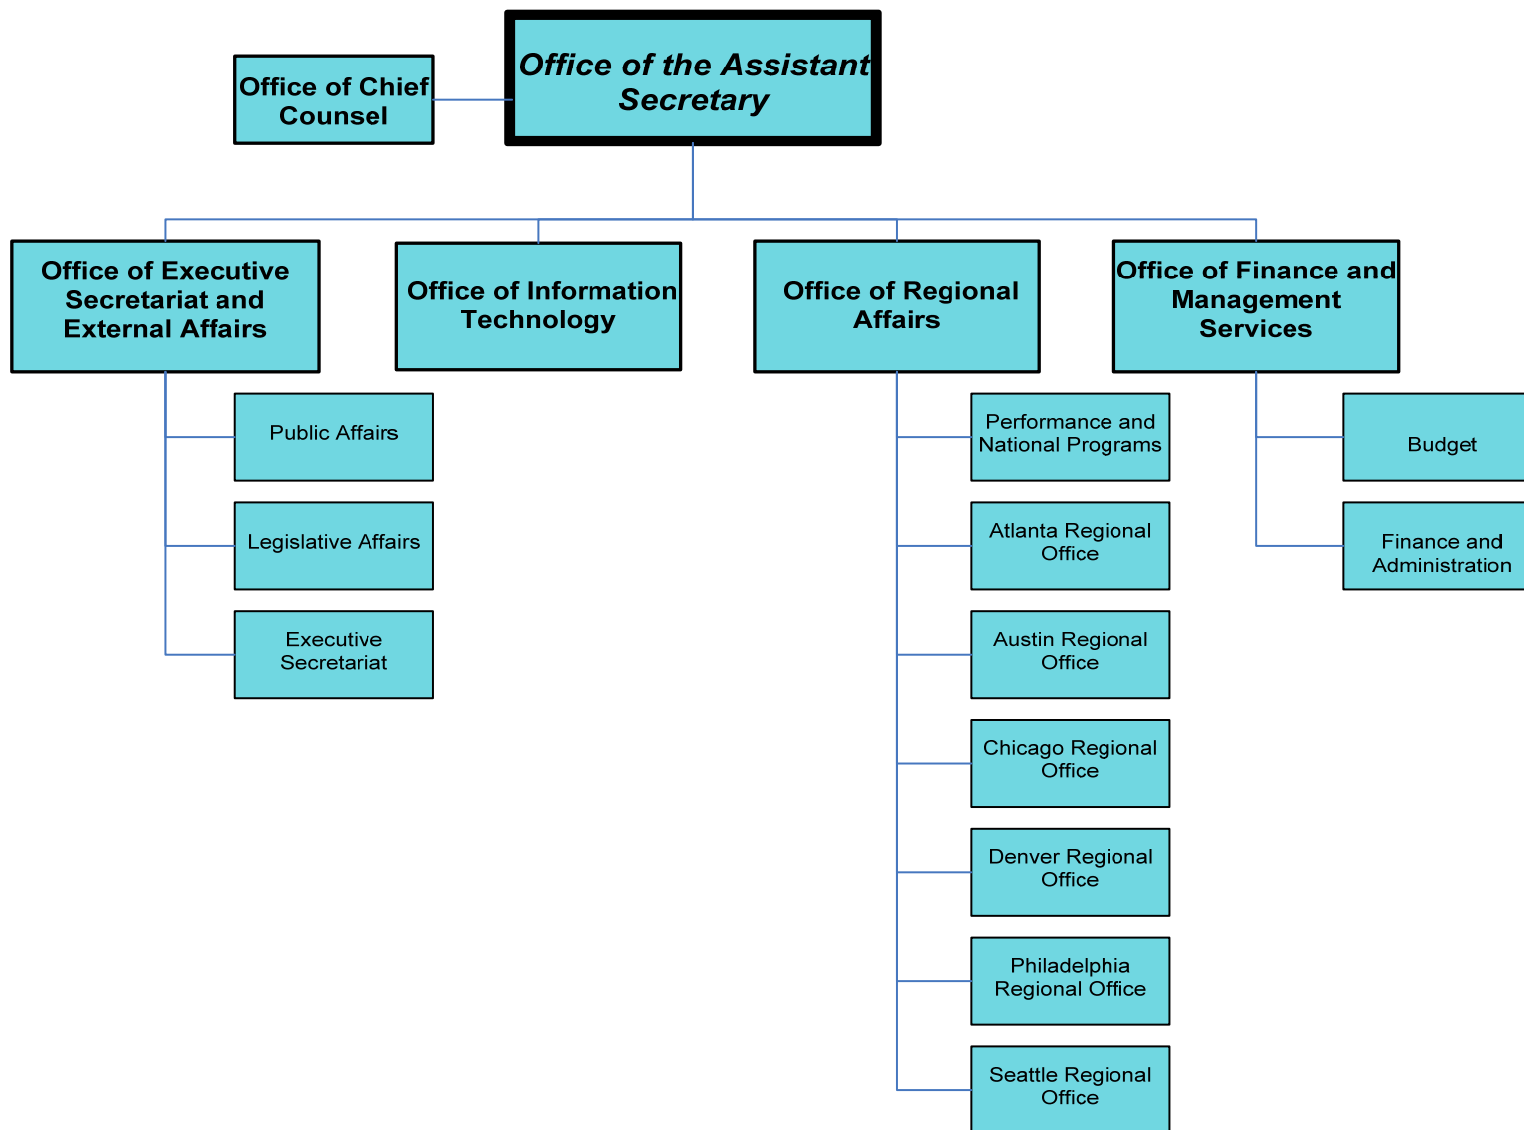 Office of the Assistant
Secretary
Office of Chief
Counsel
Office of Executive
Secretariat and
External Affairs
Office of Information
Technology
Office of Regional
Affairs
Office of Finance and
Management
Services
Public Affairs
Legislative Affairs
Executive
Secretariat
Performance and
National Programs
Atlanta Regional
Office
Austin Regional
Office
Chicago Regional
Office
Denver Regional
Office
Philadelphia
Regional Office
Seattle Regional
Office
Budget
Finance and
Administration